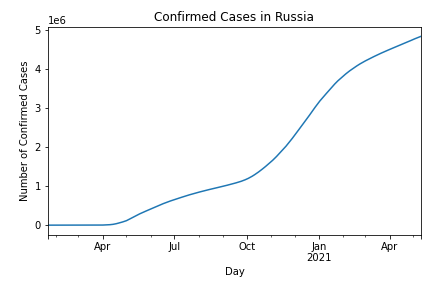 Confirmed Cases in Russia
1e6
5
4
3
2
1
0
Number of Confirmed Cases
Apr Jul Oct Jan Apr
2021
Day